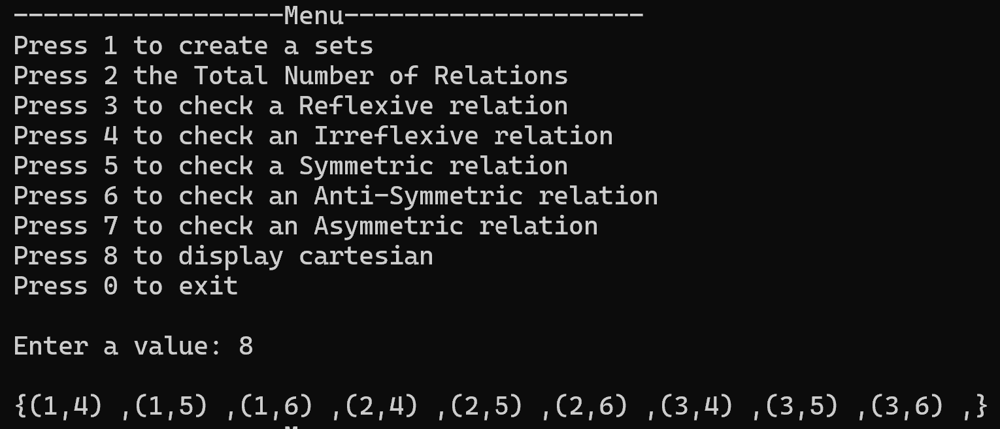 ------------------Menu--------------------
Press 1 to create a sets
Press 2 the Total Number of Relations
Press 3 to check a Reflexive relation
Press 4 to check an Irreflexive relation
Press 5 to check a Symmetric relation
Press 6 to check an Anti-Symmetric relation
Press 7 to check an Asymmetric relation
Press 8 to display cartesian
Press 0 to exit
Enter a value: 8
{(1,4) ,(1,5) ,(1,6) ,(2,4) ,(2,5) ,(2,6) ,(3,4) ,(3,5) ,(3,6) ,}